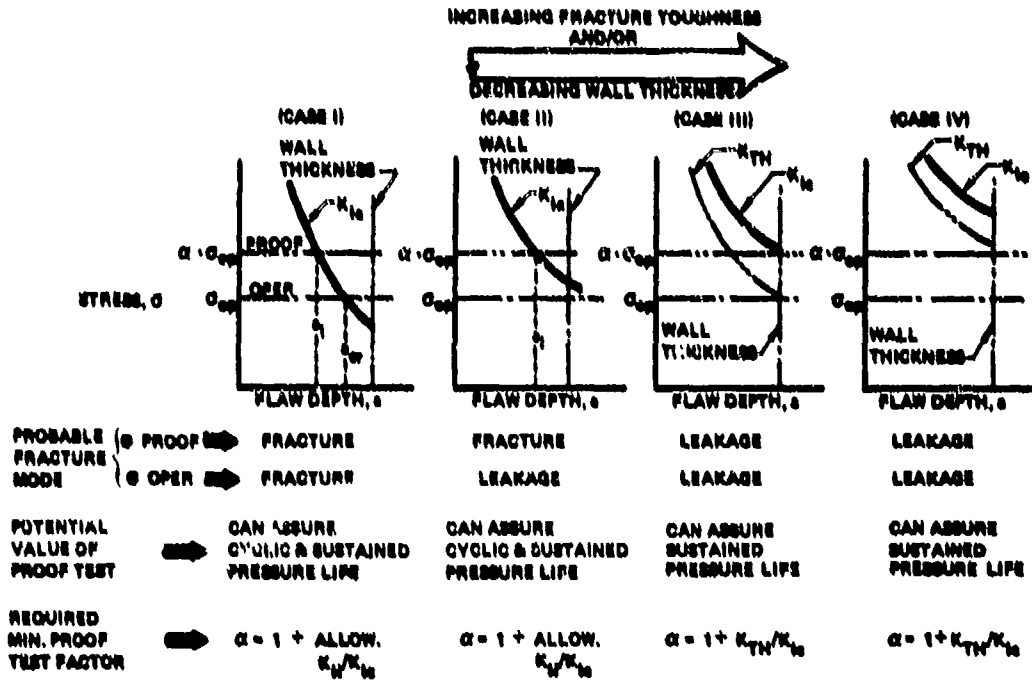 INCREASING FRACTURE TOUGHNESS
AND/OR
DECREASING WALL THICKNESS
(CASE I) (CASE II) (CASE III) (CASE IV)
WALL THICKNESS WALL THICKNESS K_TH K_Ic K_TH K_Ic
K_Ic K_Ic
α · σ_op PROOF α · σ_op α · σ_op α · σ_op
STRESS, σ σ_op OPER σ_op σ_op σ_op
a_i a_cr a_i WALL THICKNESS WALL THICKNESS
FLAW DEPTH, a FLAW DEPTH, a FLAW DEPTH, a FLAW DEPTH, a
PROBABLE FRACTURE MODE
@ PROOF FRACTURE FRACTURE LEAKAGE LEAKAGE
@ OPER FRACTURE LEAKAGE LEAKAGE LEAKAGE
POTENTIAL CAN ASSURE CAN ASSURE CAN ASSURE CAN ASSURE
VALUE OF CYCLIC & SUSTAINED CYCLIC & SUSTAINED SUSTAINED SUSTAINED
PROOF TEST PRESSURE LIFE PRESSURE LIFE PRESSURE LIFE PRESSURE LIFE
REQUIRED
MIN. PROOF α = 1 + ALLOW. α = 1 + ALLOW. α = 1 + K_TH/K_Ic α = 1 + K_TH/K_Ic
TEST FACTOR K_H/K_Ic K_H/K_Ic